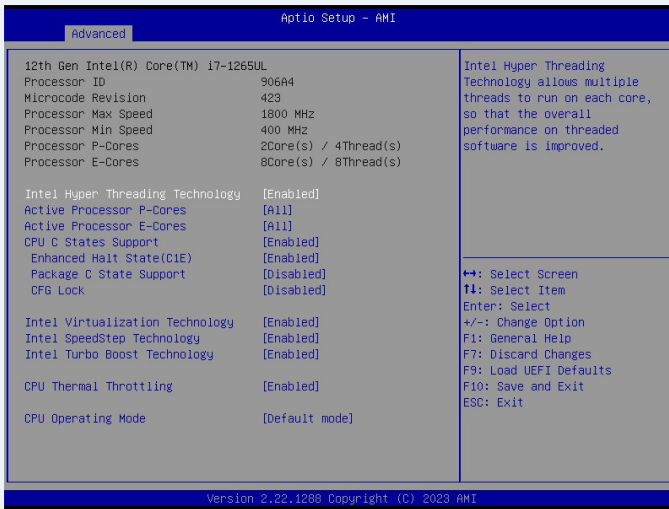 Aptio Setup - AMI
Advanced
12th Gen Intel(R) Core(TM) i7-1265UL
Processor ID 906A4
Microcode Revision 423
Processor Max Speed 1800 MHz
Processor Min Speed 400 MHz
Processor P-Cores 2Core(s) / 4Thread(s)
Processor E-Cores 8Core(s) / 8Thread(s)
Intel Hyper Threading Technology [Enabled]
Active Processor P-Cores [All]
Active Processor E-Cores [All]
CPU C States Support [Enabled]
Enhanced Halt State(C1E) [Enabled]
Package C State Support [Disabled]
CFG Lock [Disabled]
Intel Virtualization Technology [Enabled]
Intel SpeedStep Technology [Enabled]
Intel Turbo Boost Technology [Enabled]
CPU Thermal Throttling [Enabled]
CPU Operating Mode [Default mode]
Intel Hyper Threading
Technology allows multiple
threads to run on each core,
so that the overall
performance on threaded
software is improved.
↔: Select Screen
↑↓: Select Item
Enter: Select
+/-: Change Option
F1: General Help
F7: Discard Changes
F9: Load UEFI Defaults
F10: Save and Exit
ESC: Exit
Version 2.22.1288 Copyright (C) 2023 AMI